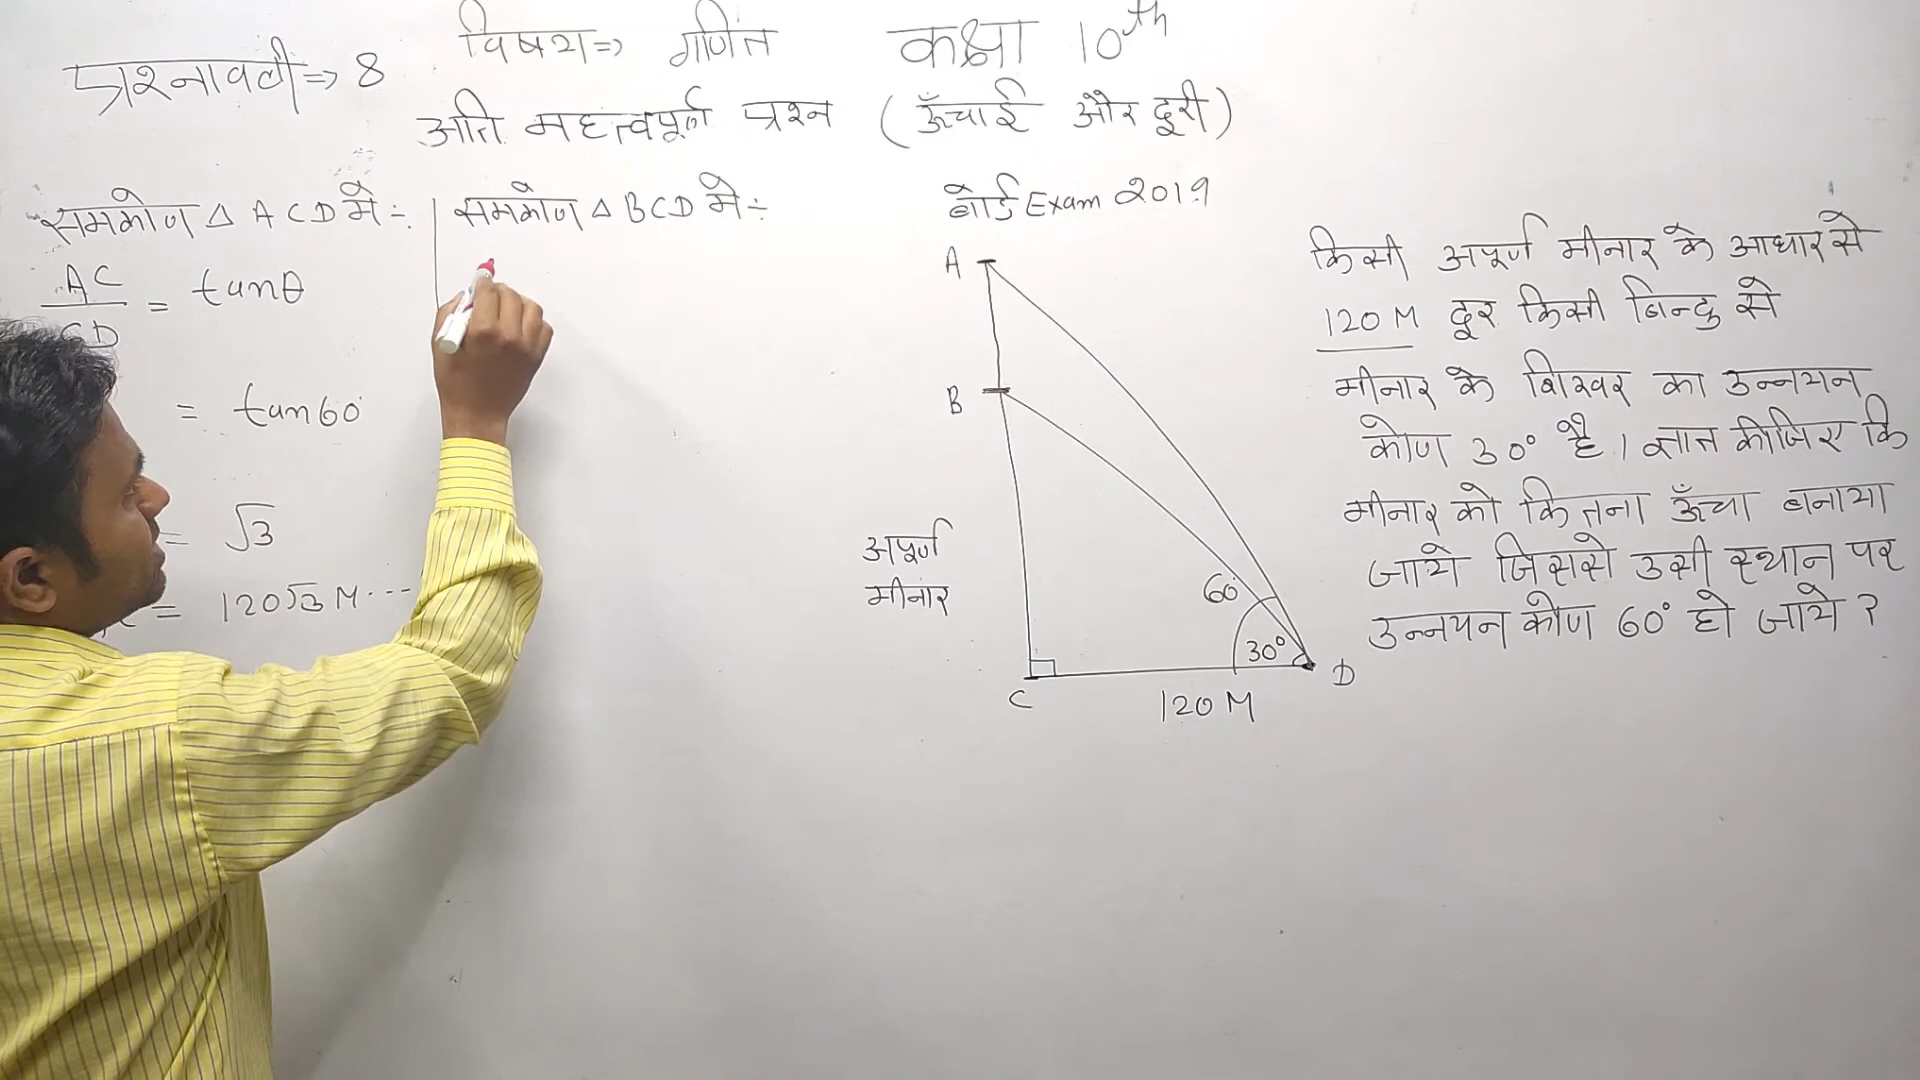 प्रश्नावली⇒ 8
विषय⇒ गणित कक्षा 10th
अति महत्वपूर्ण प्रश्न (ऊँचाई और दूरी)
समकोण △ ACD मे÷
AC
= tanθ
CD
= tan60°
= √3
= 120√3 M ...
समकोण △ BCD मे÷
बोर्ड Exam 2019
A
B
अपूर्ण
मीनार
60°
30°
C
D
120 M
किसी अपूर्ण मीनार के आधार से
120 M दूर किसी बिन्दु से
मीनार के शिखर का उन्नयन
कोण 30° है। ज्ञात कीजिए कि
मीनार को कितना ऊँचा बनाया
जाये जिससे उसी स्थान पर
उन्नयन कोण 60° हो जाये ?